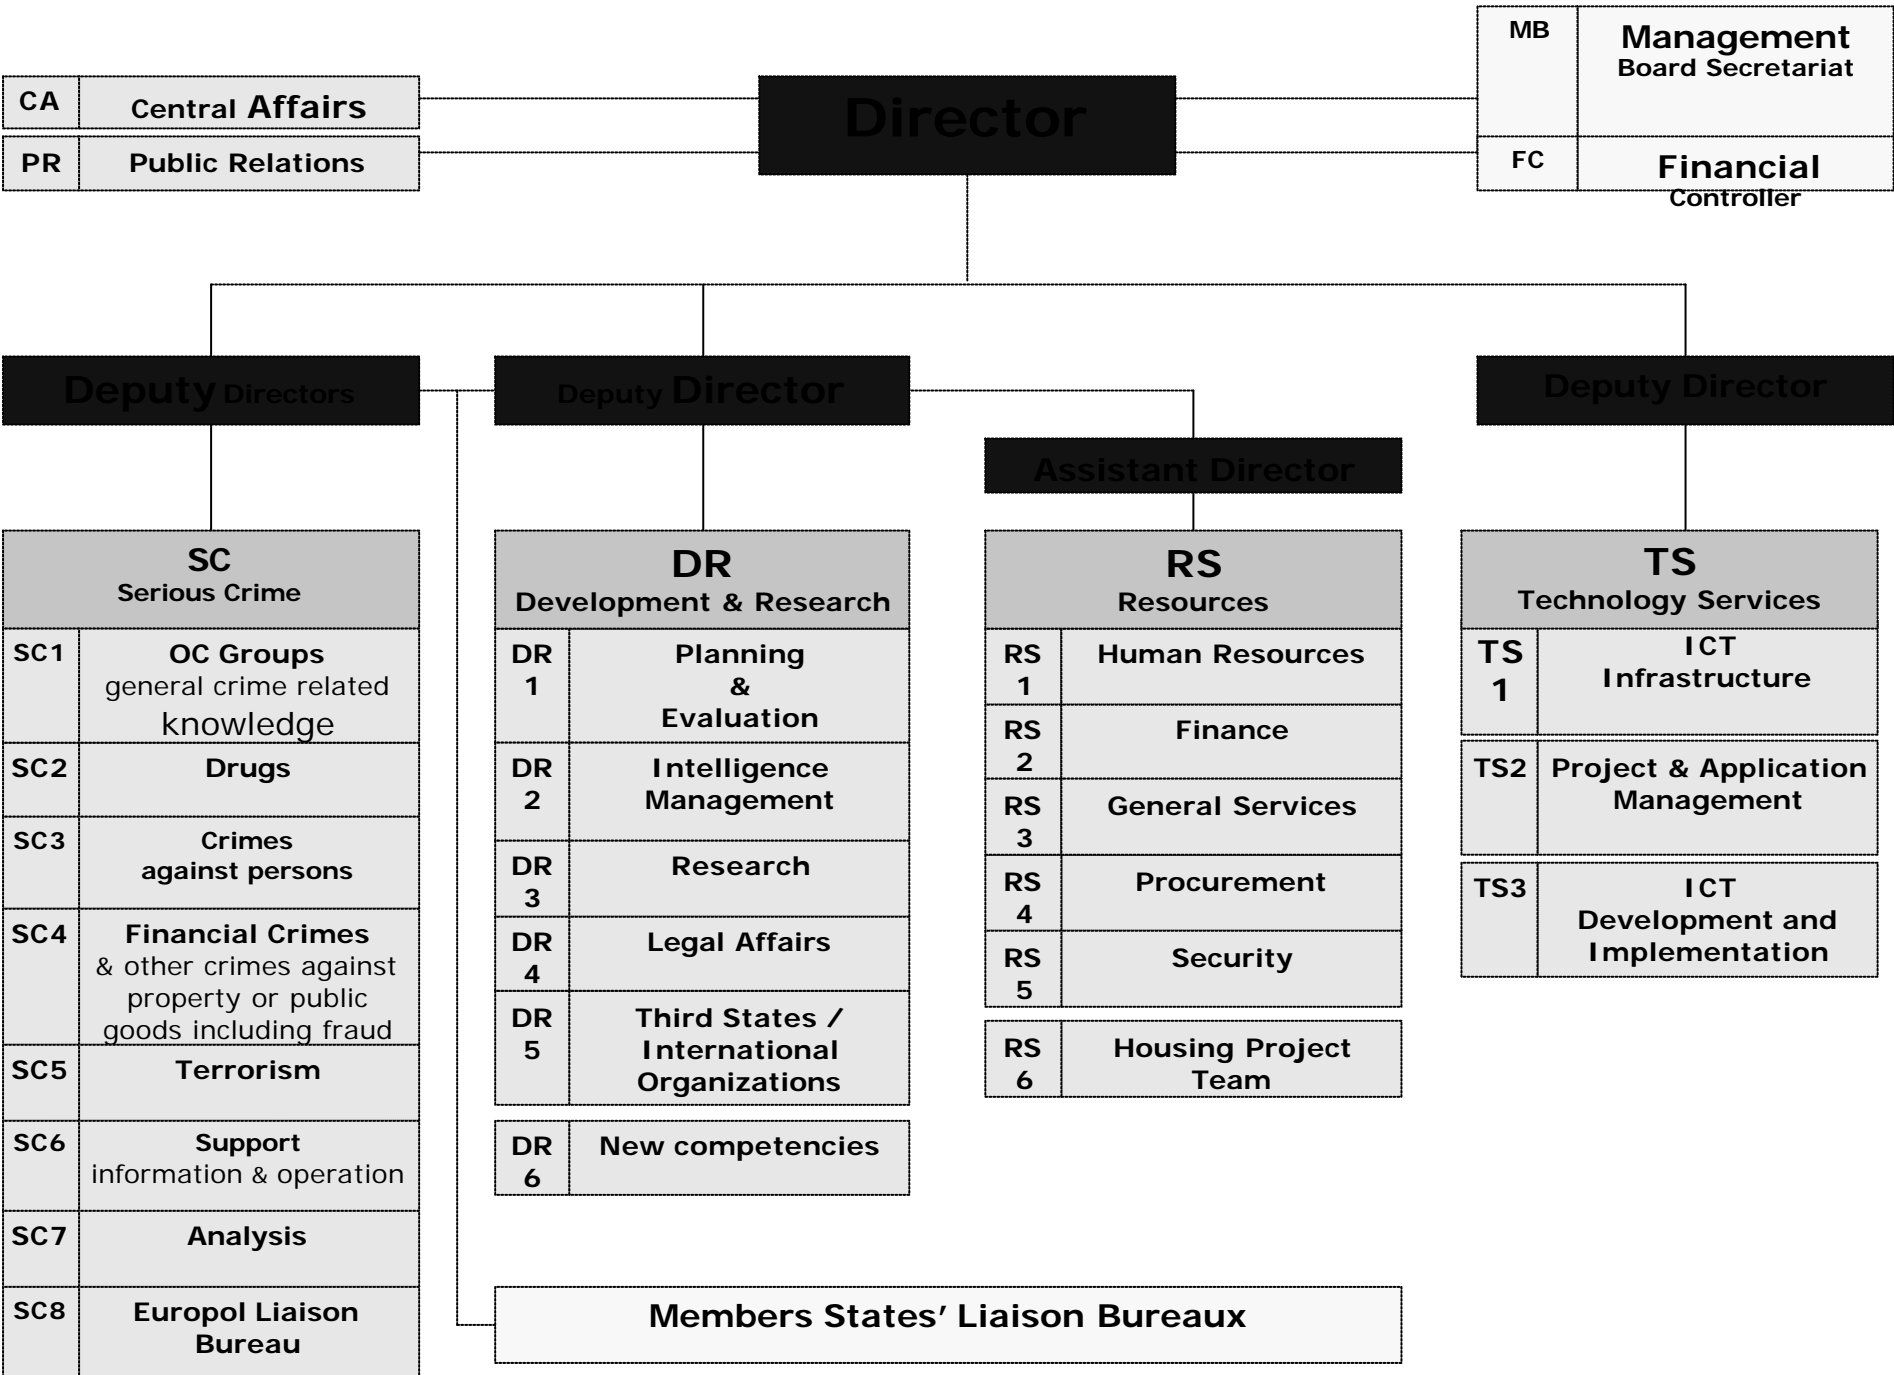 MB
Management
Board Secretariat
CA
Central Affairs
Director
PR
Public Relations
FC
Financial
Controller
Deputy Directors
Deputy Director
Deputy Director
Assistant Director
SC
Serious Crime
SC1
OC Groups
general crime related
knowledge
SC2
Drugs
SC3
Crimes
against persons
SC4
Financial Crimes
& other crimes against
property or public
goods including fraud
SC5
Terrorism
SC6
Support
information & operation
SC7
Analysis
SC8
Europol Liaison
Bureau
DR
Development & Research
DR
1
Planning
&
Evaluation
DR
2
Intelligence
Management
DR
3
Research
DR
4
Legal Affairs
DR
5
Third States /
International
Organizations
DR
6
New competencies
RS
Resources
RS
1
Human Resources
RS
2
Finance
RS
3
General Services
RS
4
Procurement
RS
5
Security
RS
6
Housing Project
Team
TS
Technology Services
TS
1
ICT
Infrastructure
TS2
Project & Application
Management
TS3
ICT
Development and
Implementation
Members States’ Liaison Bureaux